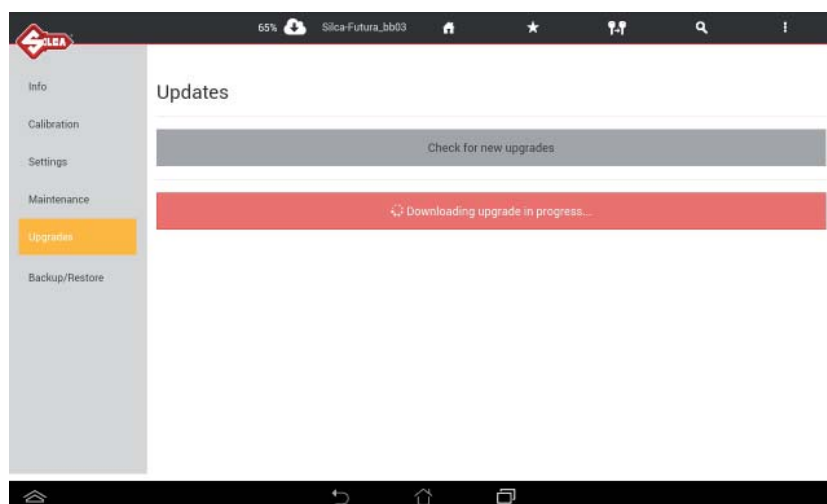 SILCA
65% Silca-Futura_bb03
Info
Calibration
Settings
Maintenance
Upgrades
Backup/Restore
Updates
Check for new upgrades
Downloading upgrade in progress...